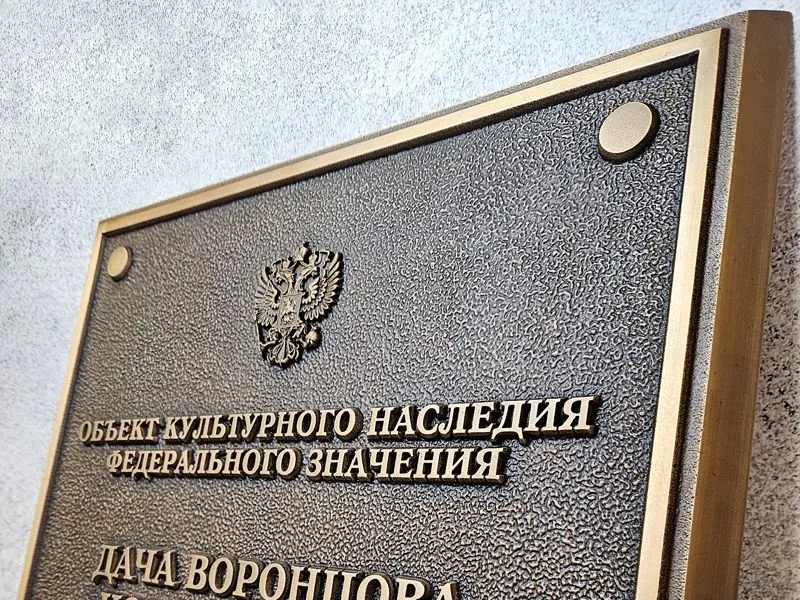 ОБЪЕКТ КУЛЬТУРНОГО НАСЛЕДИЯ
ФЕДЕРАЛЬНОГО ЗНАЧЕНИЯ
ДАЧА ВОРОНЦОВА